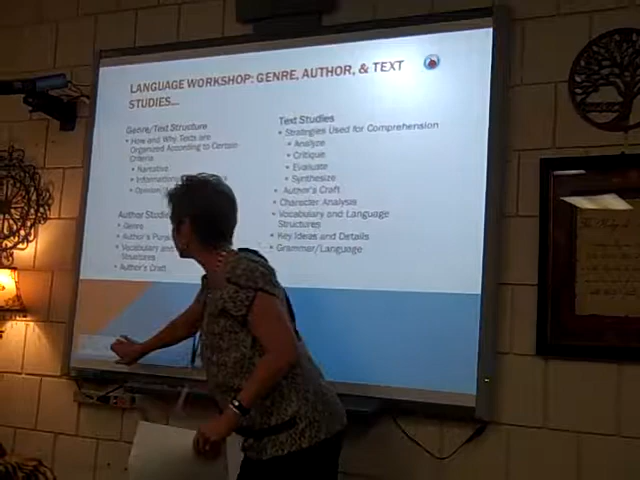 LANGUAGE WORKSHOP: GENRE, AUTHOR, & TEXT
STUDIES...
Genre/Text Structure
• How and Why Texts are
Organized According to Certain
Criteria
• Narrative
• Informational
• Opinion/
Author Studies
• Genre
• Author's
• Vocabulary and
Structures
• Author's Craft
Text Studies
• Strategies Used for Comprehension
• Analyze
• Critique
• Evaluate
• Synthesize
• Author's Craft
• Character Analysis
• Vocabulary and Language
Structures
• Key Ideas and Details
• Grammar/Language